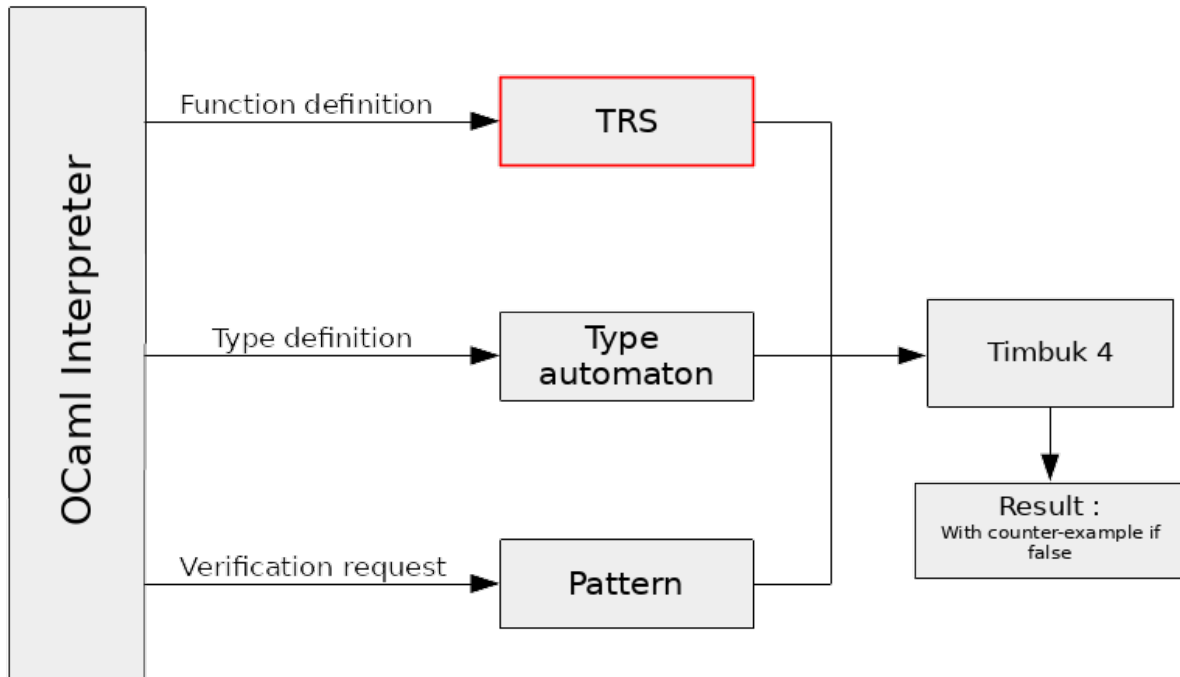 OCaml Interpreter
Function definition
TRS
Type definition
Type
automaton
Timbuk 4
Verification request
Pattern
Result :
With counter-example if
false